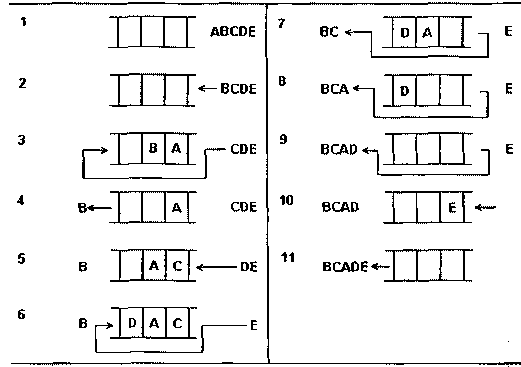 1 ABCDE
2 BCDE
3 B A CDE
4 B A CDE
5 B A C DE
6 B D A C E
7 BC D A E
8 BCA D E
9 BCAD E
10 BCAD E
11 BCADE